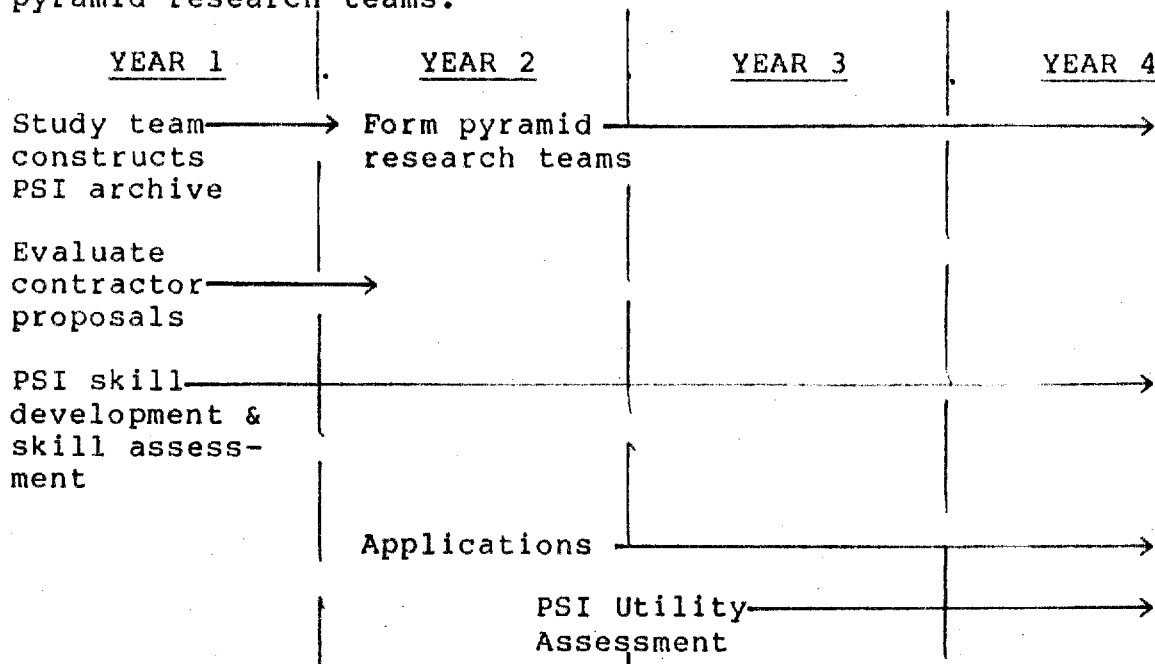 pyramid research teams.
YEAR 1 YEAR 2 YEAR 3 YEAR 4
Study team Form pyramid
constructs research teams
PSI archive
Evaluate
contractor
proposals
PSI skill
development &
skill assess-
ment
Applications
PSI Utility
Assessment